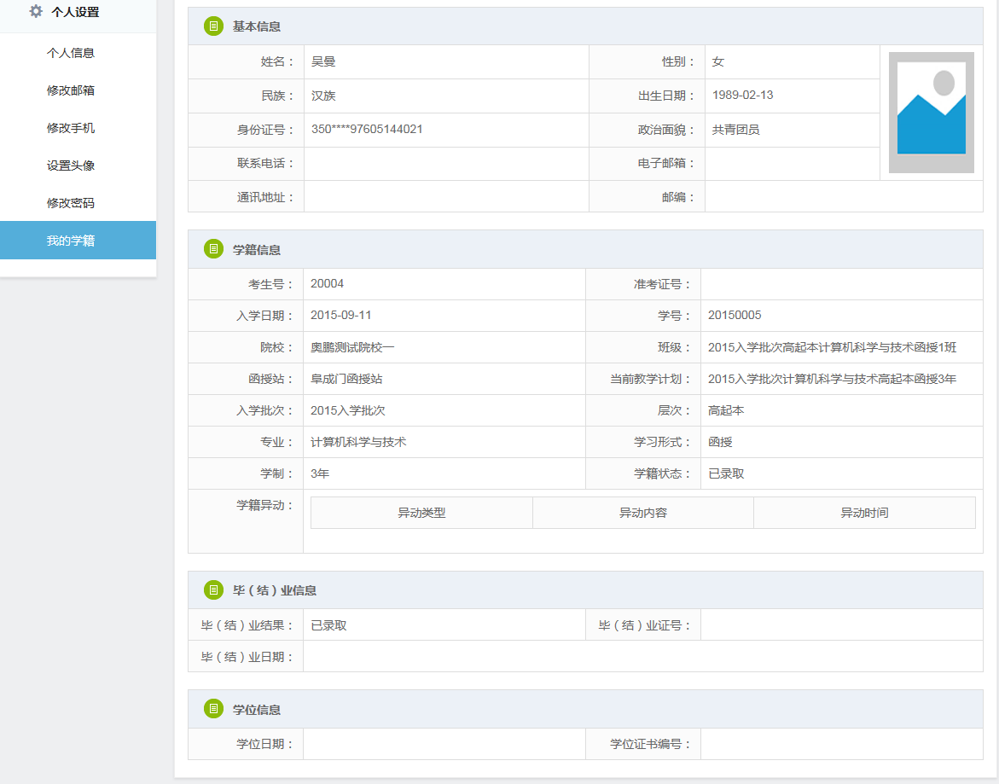 个人设置
个人信息
修改邮箱
修改手机
设置头像
修改密码
我的学籍
基本信息
姓名： 吴曼 性别： 女
民族： 汉族 出生日期： 1989-02-13
身份证号： 350****97605144021 政治面貌： 共青团员
联系电话： 电子邮箱：
通讯地址： 邮编：
学籍信息
考生号： 20004 准考证号：
入学日期： 2015-09-11 学号： 20150005
院校： 奥鹏测试院校一 班级： 2015入学批次高起本计算机科学与技术函授1班
函授站： 阜成门函授站 当前教学计划： 2015入学批次计算机科学与技术高起本函授3年
入学批次： 2015入学批次 层次： 高起本
专业： 计算机科学与技术 学习形式： 函授
学制： 3年 学籍状态： 已录取
学籍异动： 异动类型 异动内容 异动时间
毕（结）业信息
毕（结）业结果： 已录取 毕（结）业证号：
毕（结）业日期：
学位信息
学位日期： 学位证书编号：